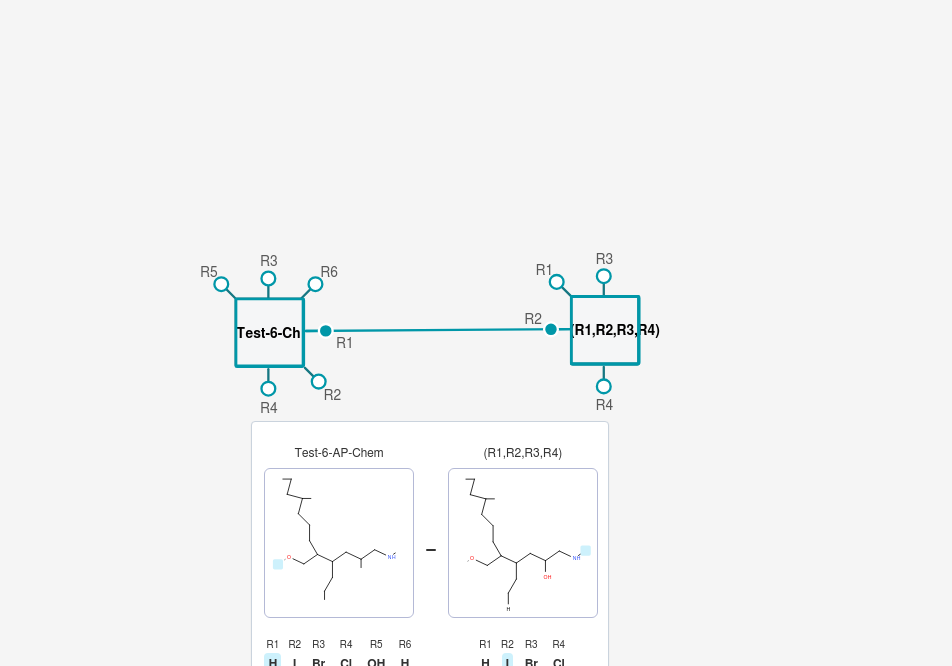 R5 R3 R6
R1 R3
Test-6-Ch
R1
R2
(R1,R2,R3,R4)
R4 R2
R4
Test-6-AP-Chem (R1,R2,R3,R4)
O NH
–
O NH
OH
H
R1 R2 R3 R4 R5 R6 R1 R2 R3 R4
H I Br Cl OH H H I Br Cl